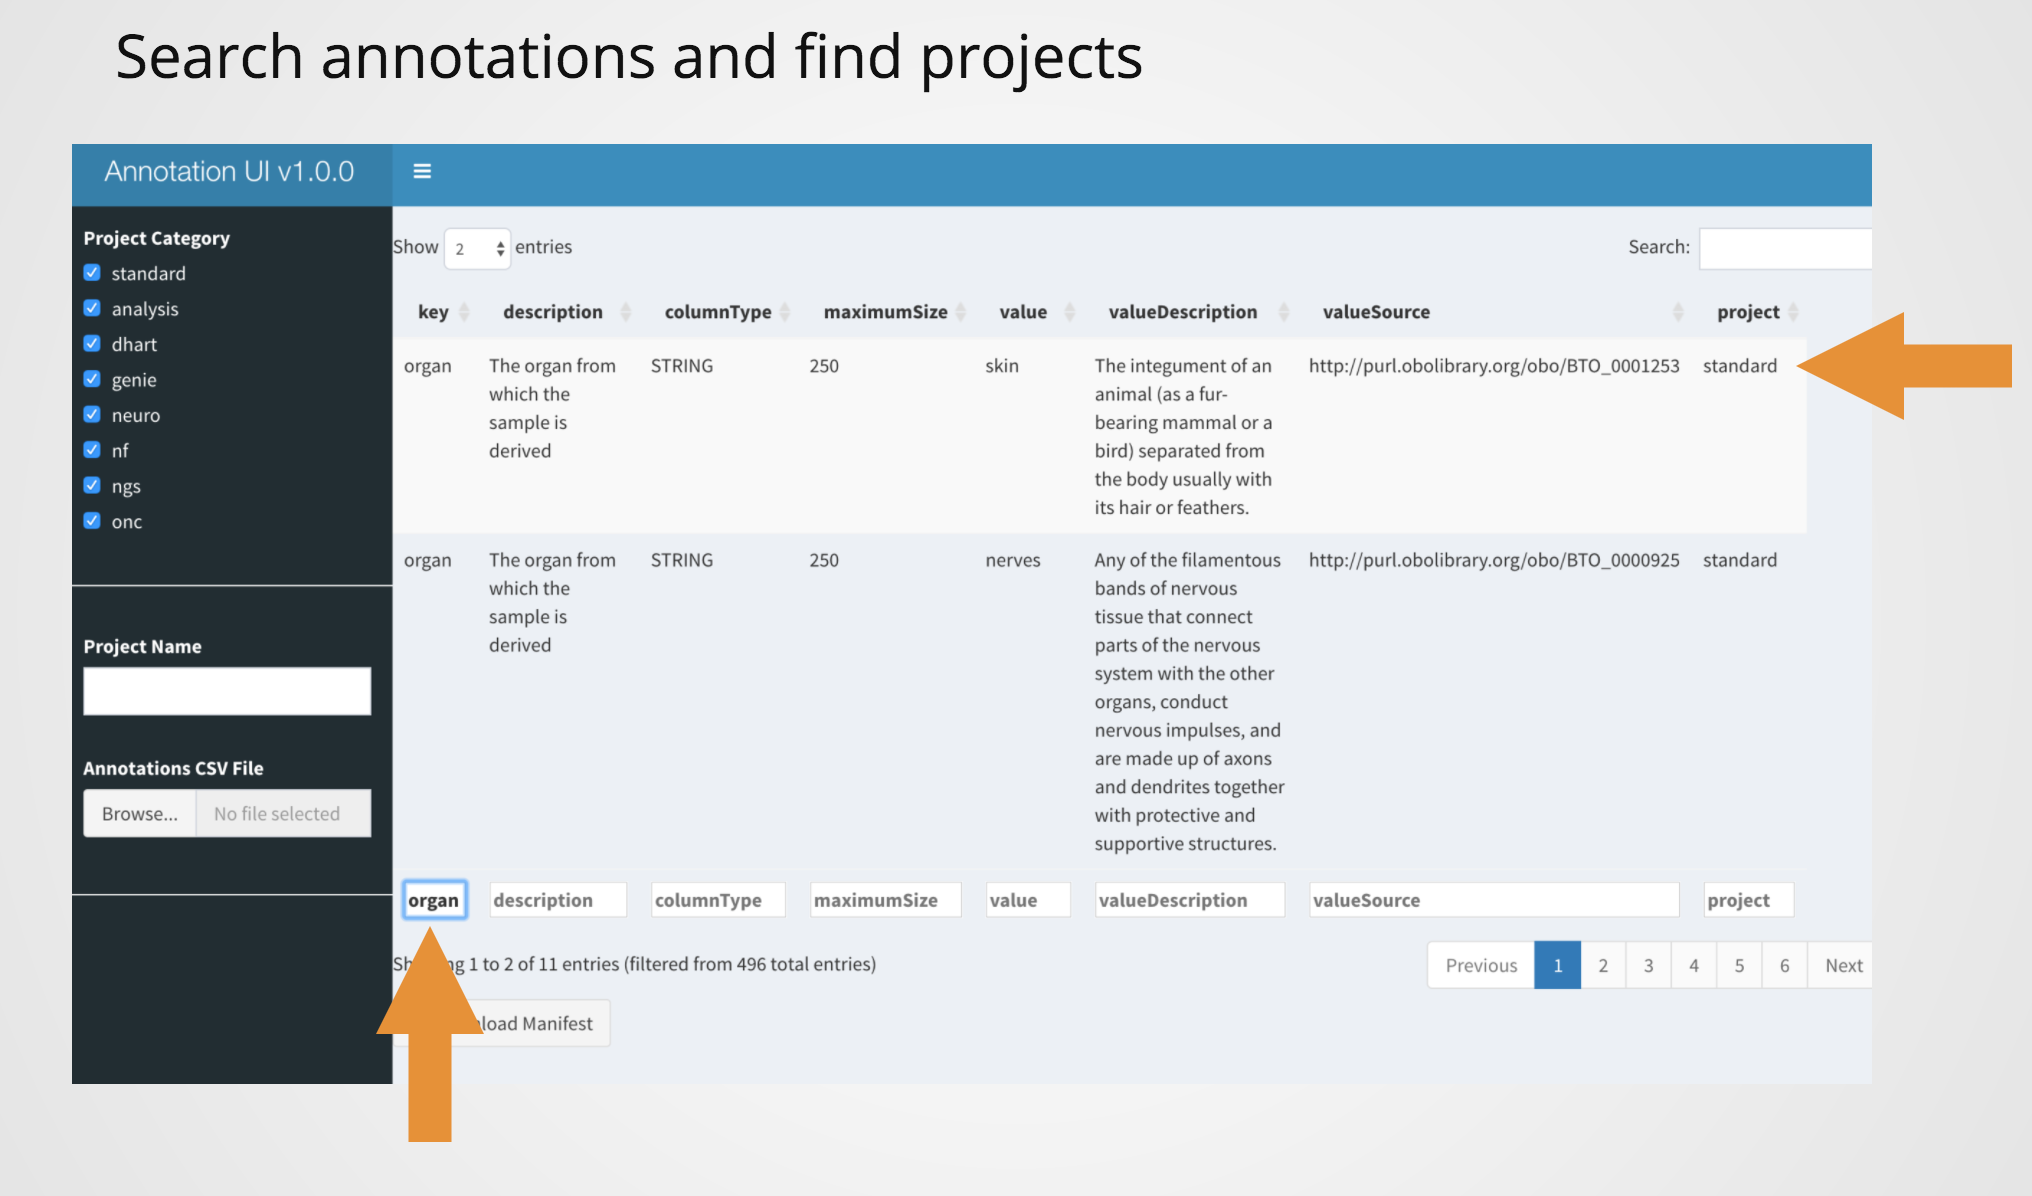 Search annotations and find projects
Annotation UI v1.0.0
Project Category
standard
analysis
dhart
genie
neuro
nf
ngs
onc
Project Name
Annotations CSV File
Browse... No file selected
Show 2 entries
Search:
key description columnType maximumSize value valueDescription valueSource project
organ The organ from STRING 250 skin The integument of an http://purl.obolibrary.org/obo/BTO_0001253 standard
which the animal (as a fur-
sample is bearing mammal or a
derived bird) separated from
the body usually with
its hair or feathers.
organ The organ from STRING 250 nerves Any of the filamentous http://purl.obolibrary.org/obo/BTO_0000925 standard
which the bands of nervous
sample is tissue that connect
derived parts of the nervous
system with the other
organs, conduct
nervous impulses, and
are made up of axons
and dendrites together
with protective and
supportive structures.
organ description columnType maximumSize value valueDescription valueSource project
1 to 2 of 11 entries (filtered from 496 total entries)
Previous 1 2 3 4 5 6 Next
Manifest